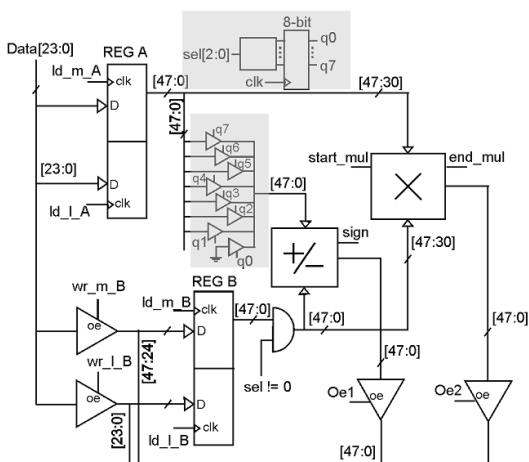 8-bit
REG A
Data[23:0]
sel[2:0]
q0
q7
ld_m_A
clk
clk
[47:0]
[47:30]
D
[47:0]
q7
q6
q5
q4
q3
q2
q1
q0
[23:0]
D
ld_l_A
clk
[47:0]
start_mul
end_mul
×
+/-
sign
[47:30]
REG B
wr_m_B
ld_m_B
clk
[47:0]
oe
D
[47:0]
[47:0]
[47:24]
wr_l_B
sel != 0
[47:0]
oe
D
Oe1
oe
Oe2
oe
[23:0]
ld_l_B
clk
[47:0]
[47:0]